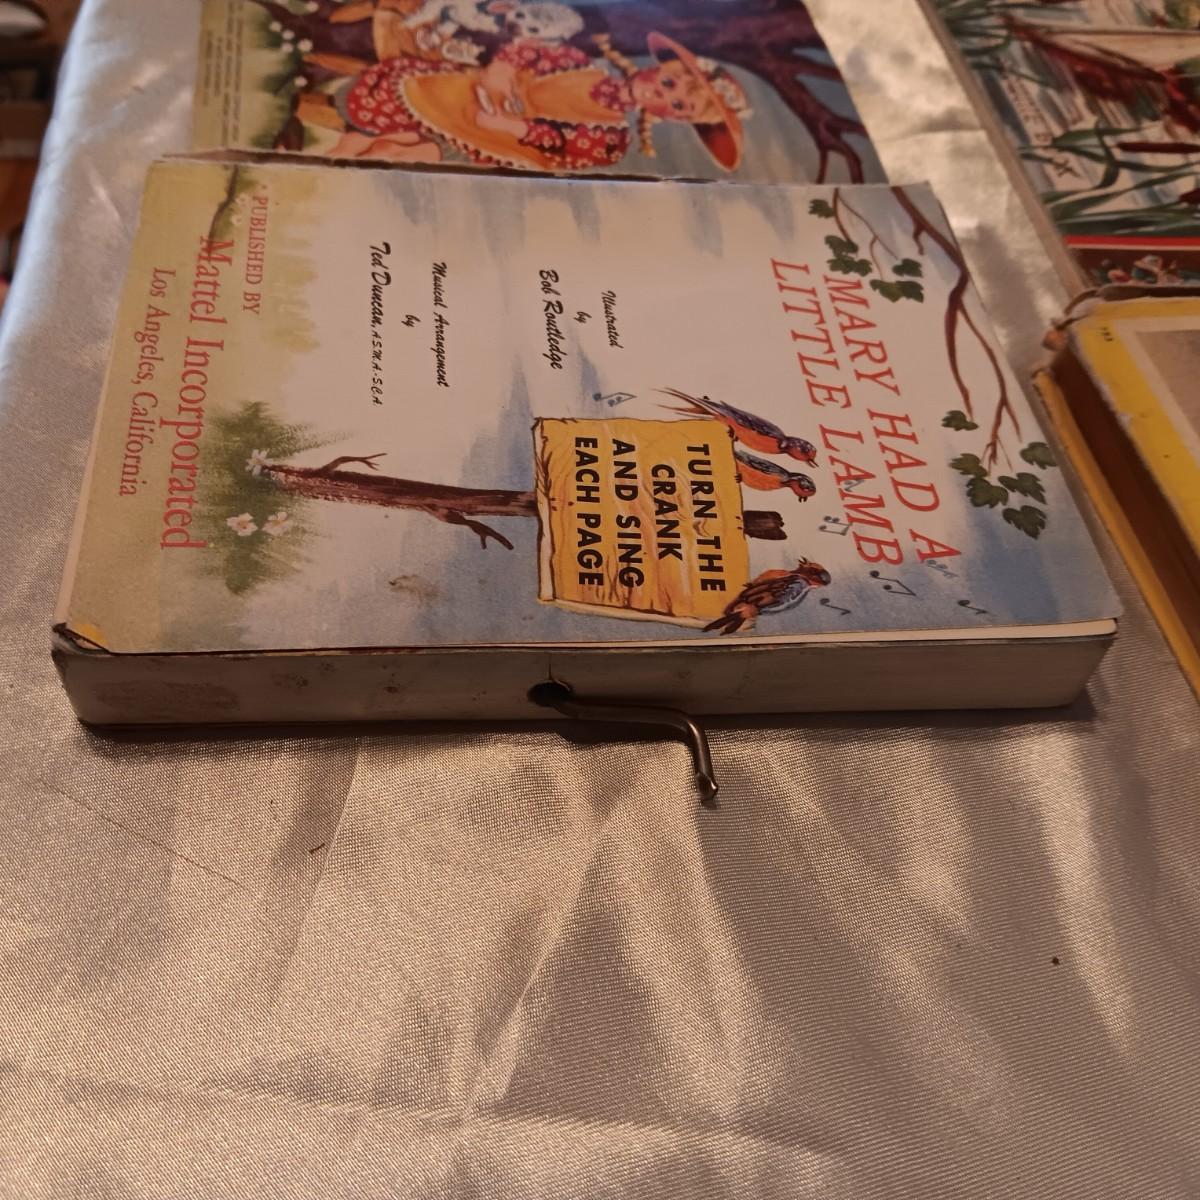 MARY HAD A
LITTLE LAMB
TURN THE
CRANK
AND SING
EACH PAGE
Illustrated
by
Bob Routledge
Musical Arrangement
by
Ted Duncan, A.S.M.A.-S.C.A.
PUBLISHED BY
Mattel Incorporated
Los Angeles, California